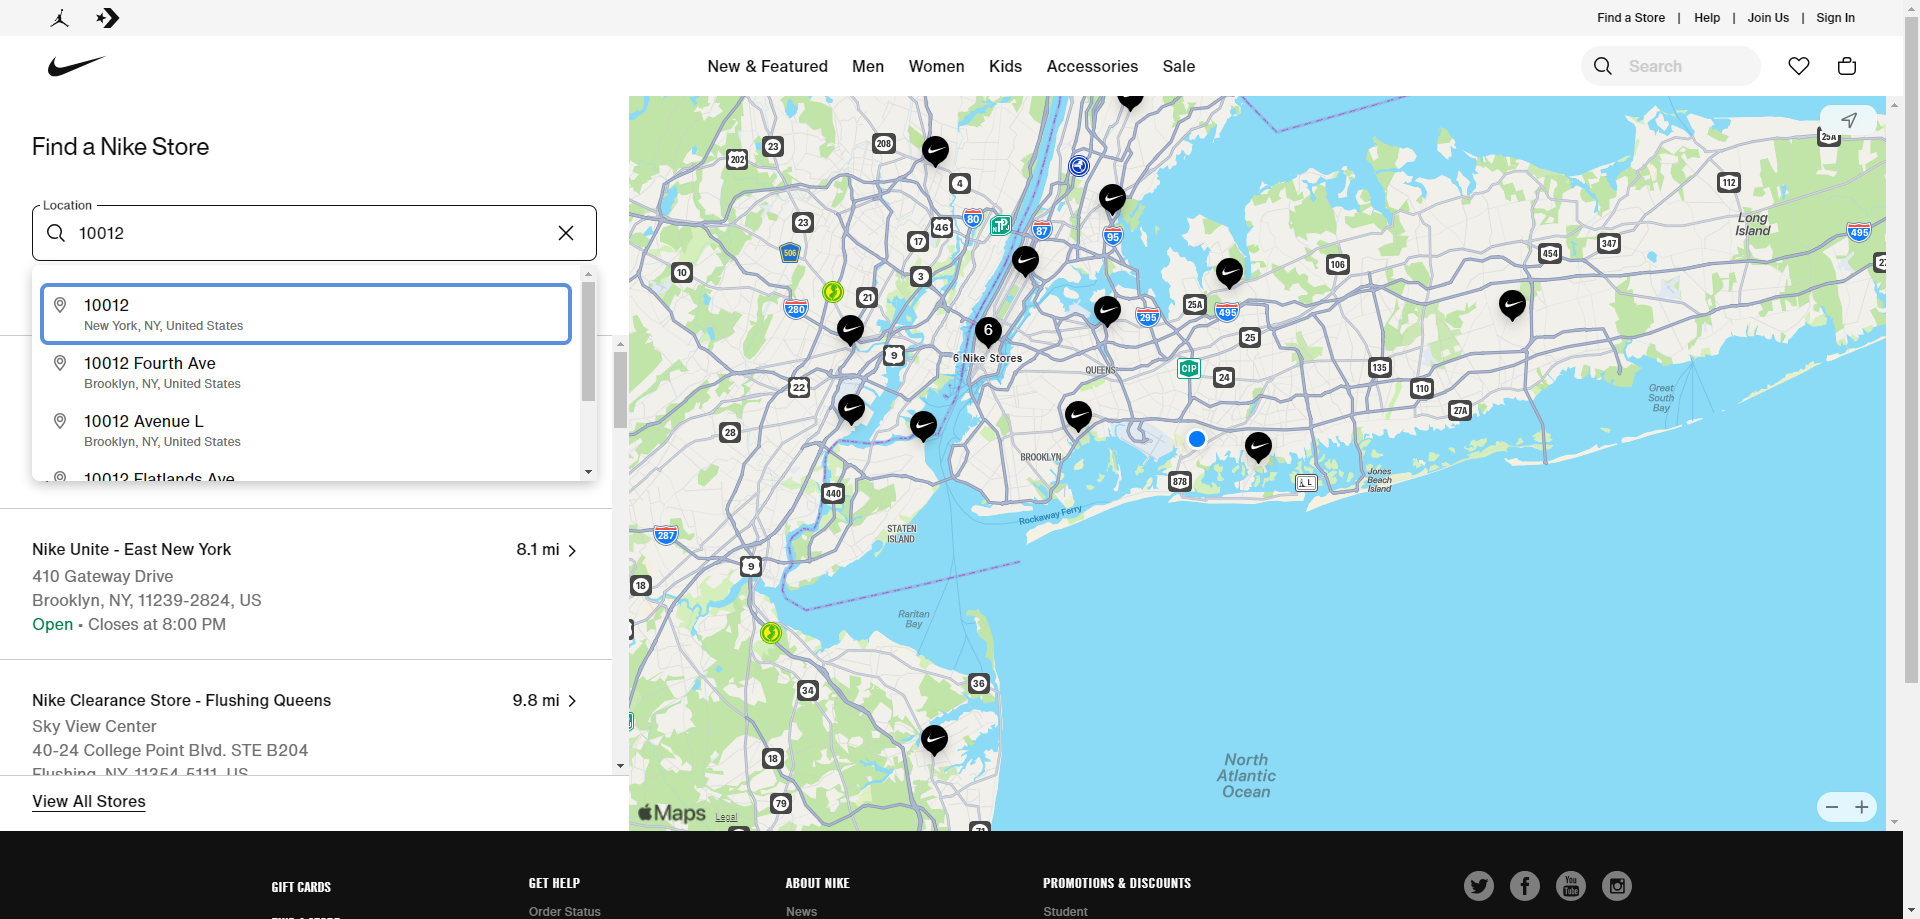 Find a Store | Help | Join Us | Sign In
New & Featured Men Women Kids Accessories Sale
Search
Find a Nike Store
Location
10012
10012
New York, NY, United States
10012 Fourth Ave
Brooklyn, NY, United States
10012 Avenue L
Brooklyn, NY, United States
10012 Flatlands Ave
Nike Unite - East New York 8.1 mi
410 Gateway Drive
Brooklyn, NY, 11239-2824, US
Open • Closes at 8:00 PM
Nike Clearance Store - Flushing Queens 9.8 mi
Sky View Center
40-24 College Point Blvd. STE B204
Flushing, NY, 11354-5111, US
View All Stores
25A
23
208
202
4
112
23
80
46
87
95
Long
Island
495
17
347
506
454
10
3
106
27
21
25A
280
295
495
6
25
9
6 Nike Stores
QUEENS
CIP
24
135
22
110
Great
South
Bay
27A
28
BROOKLYN
878
Jones
Beach
Island
440
Rockaway Ferry
STATEN
ISLAND
287
9
18
Raritan
Bay
36
34
18
North
Atlantic
Ocean
79
Maps
Legal
71
GIFT CARDS
FIND A STORE
GET HELP
Order Status
ABOUT NIKE
News
PROMOTIONS & DISCOUNTS
Student
You
Tube